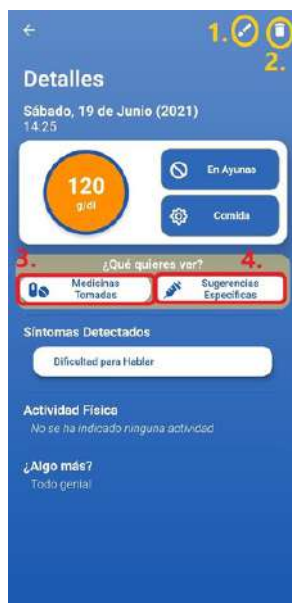 1.
2.
Detalles
Sábado, 19 de Junio (2021)
14:25
120
g/dl
En Ayunas
Comida
3.
¿Qué quieres ver?
4.
Medicinas
Tomadas
Sugerencias
Específicas
Síntomas Detectados
Dificultad para Hablar
Actividad Física
No se ha indicado ninguna actividad
¿Algo más?
Todo genial